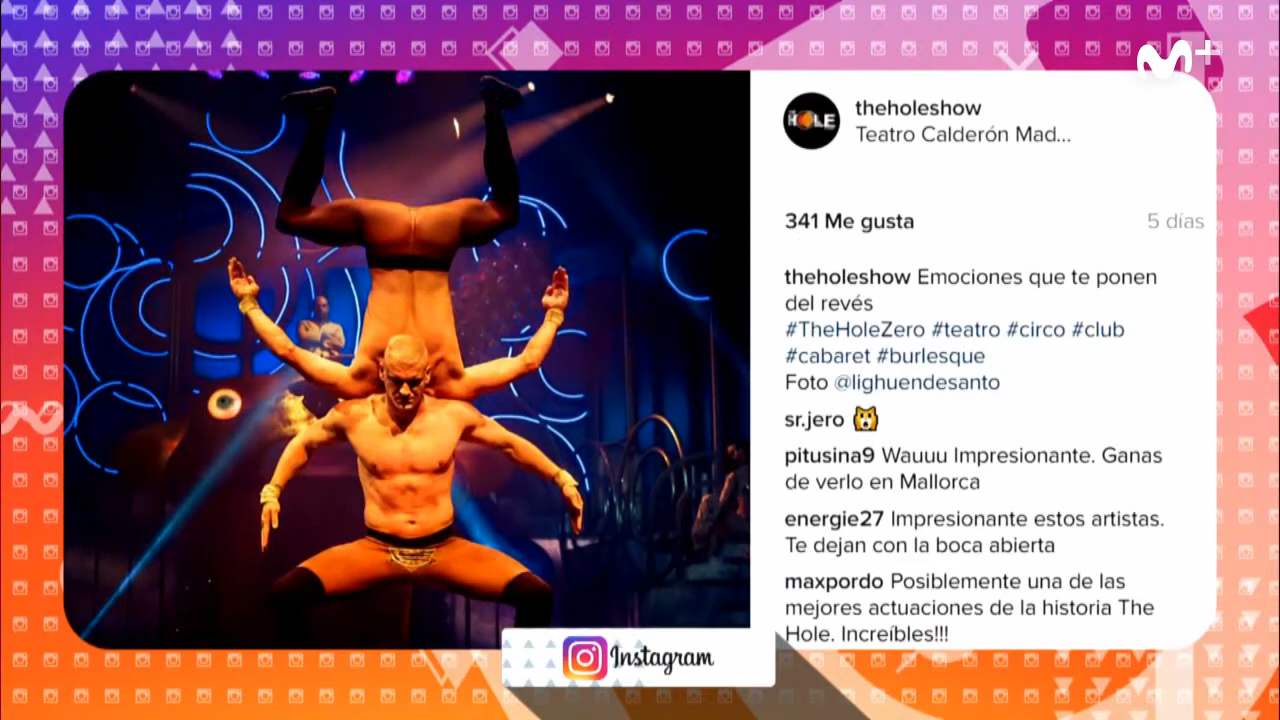 M+
HOLE
theholeshow
Teatro Calderón Mad...
341 Me gusta
5 días
theholeshow Emociones que te ponen
del revés
#TheHoleZero #teatro #circo #club
#cabaret #burlesque
Foto @lighuendesanto
sr.jero
pitusina9 Wauuu Impresionante. Ganas
de verlo en Mallorca
energie27 Impresionante estos artistas.
Te dejan con la boca abierta
maxpordo Posiblemente una de las
mejores actuaciones de la historia The
Hole. Increíbles!!!
Instagram